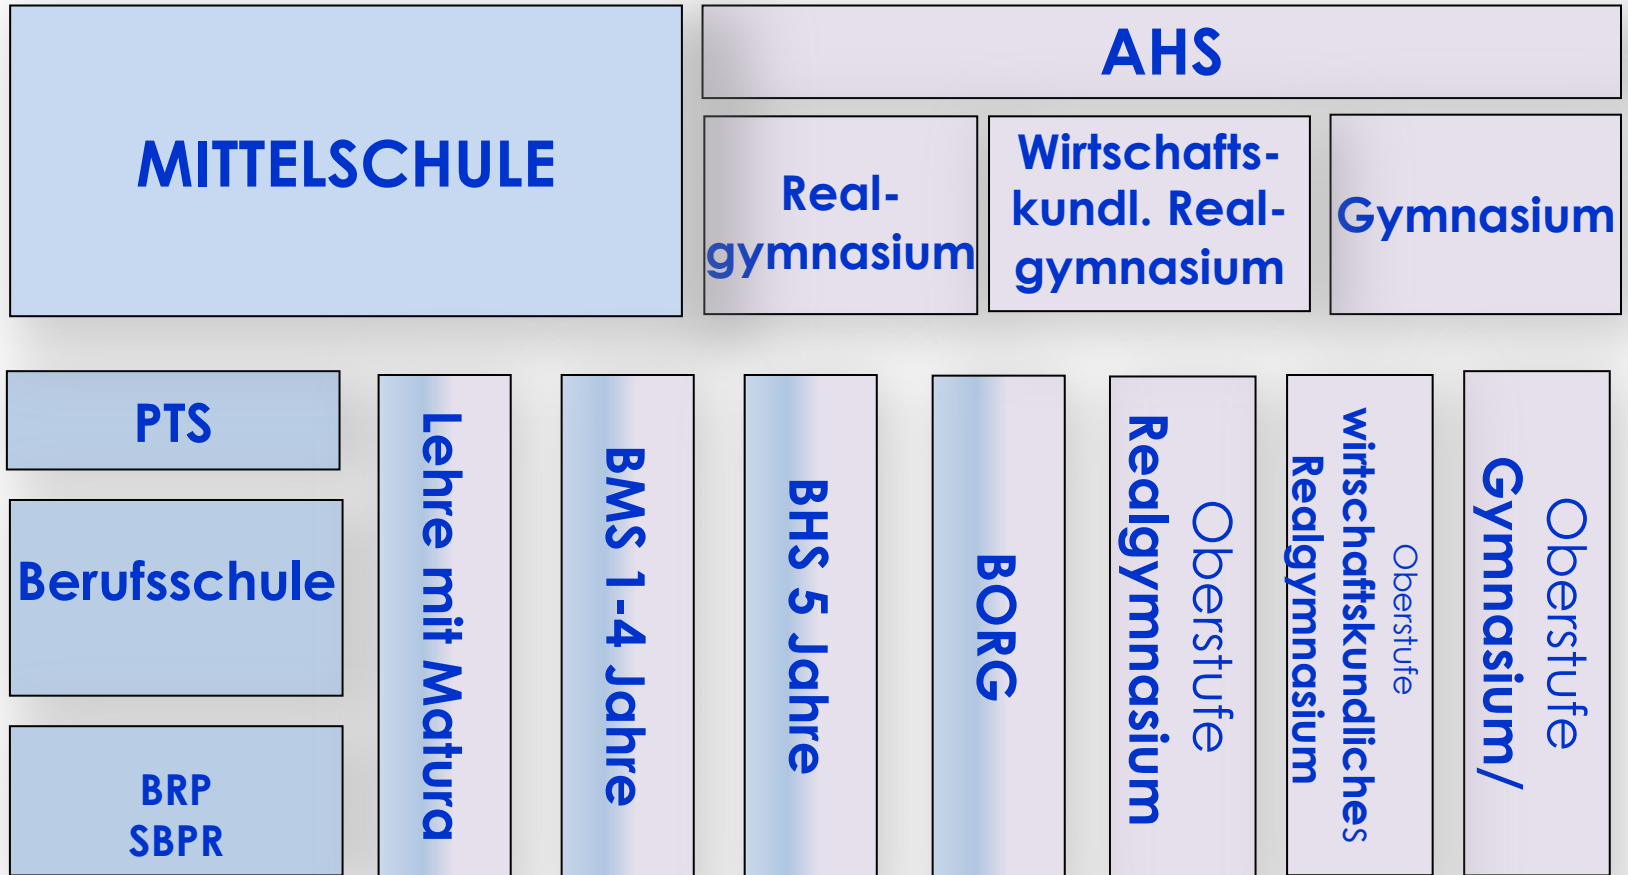 MITTELSCHULE
AHS
Real-
gymnasium
Wirtschafts-
kundl. Real-
gymnasium
Gymnasium
PTS
Berufsschule
BRP
SBPR
Lehre mit Matura
BMS 1-4 Jahre
BHS 5 Jahre
BORG
Oberstufe
Realgymnasium
Oberstufe
wirtschaftskundliches
Realgymnasium
Oberstufe
Gymnasium/